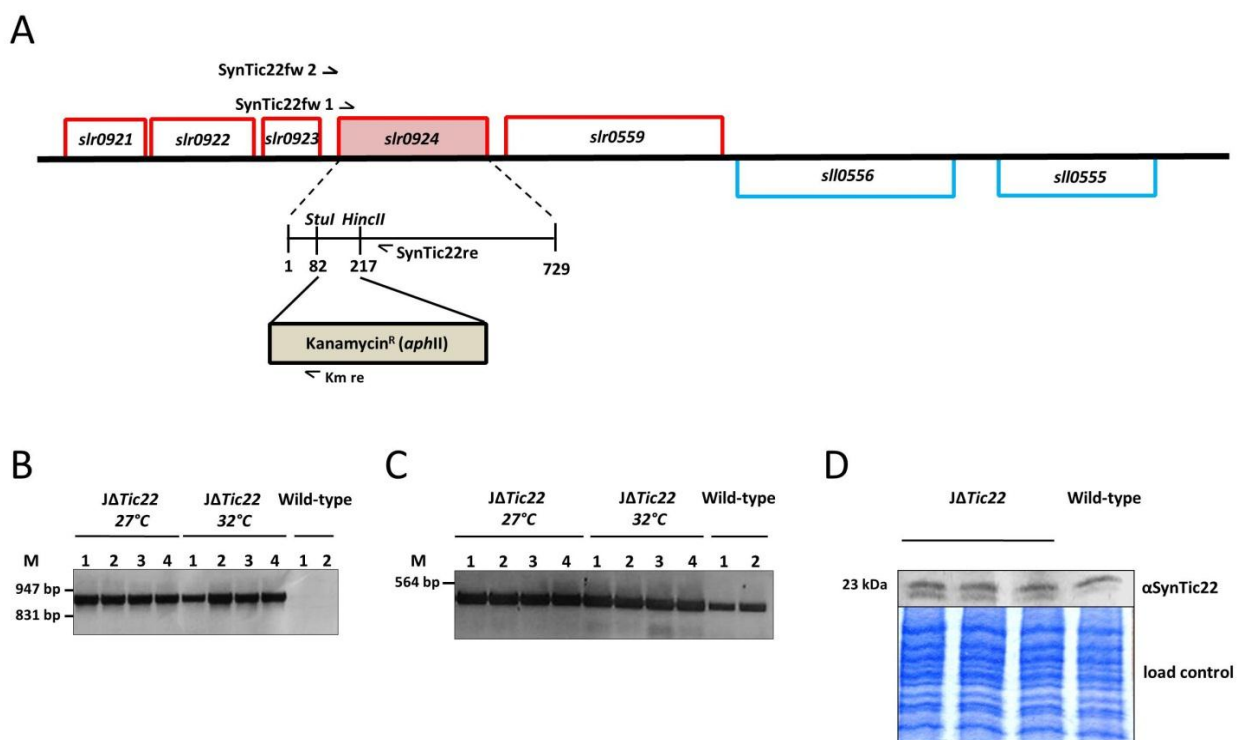 A
SynTic22fw 2
SynTic22fw 1
slr0921 slr0922 slr0923 slr0924 slr0559
sll0556 sll0555
StuI HincII
SynTic22re
1 82 217 729
Kanamycinᴿ (aphII)
Km re
B
JΔTic22 JΔTic22 Wild-type
27°C 32°C
M 1 2 3 4 1 2 3 4 1 2
947 bp
831 bp
C
JΔTic22 JΔTic22 Wild-type
27°C 32°C
M 1 2 3 4 1 2 3 4 1 2
564 bp
D
JΔTic22 Wild-type
23 kDa αSynTic22
load control